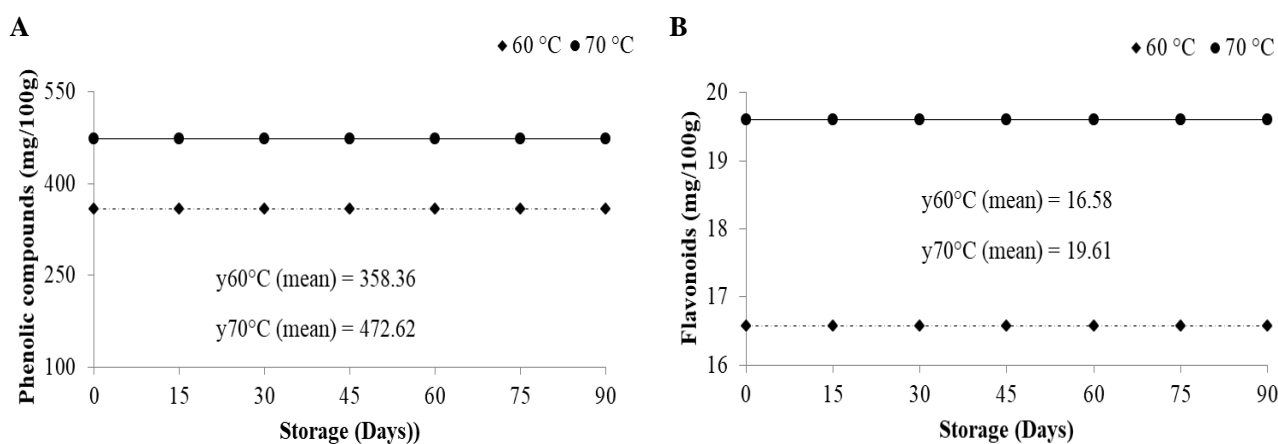 A
60 °C 70 °C
Phenolic compounds (mg/100g)
550
400
250
100
y60°C (mean) = 358.36
y70°C (mean) = 472.62
0 15 30 45 60 75 90
Storage (Days))
B
60 °C 70 °C
Flavonoids (mg/100g)
20
19
18
17
16
y60°C (mean) = 16.58
y70°C (mean) = 19.61
0 15 30 45 60 75 90
Storage (Days)